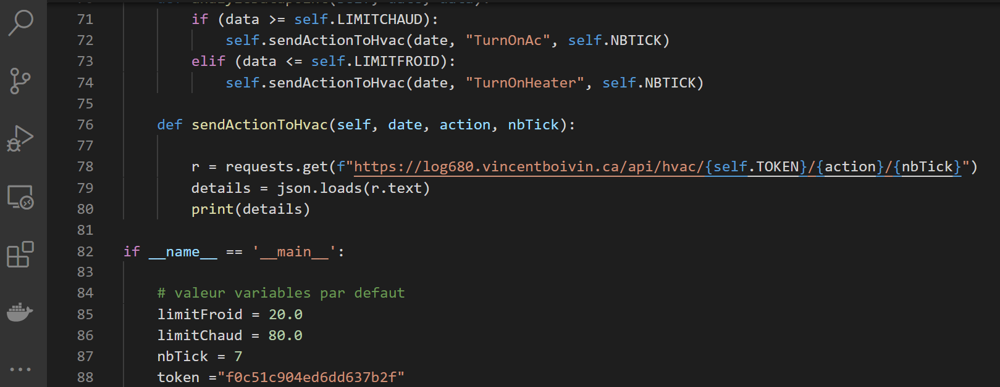 71 if (data >= self.LIMITCHAUD):
72 self.sendActionToHvac(date, "TurnOnAc", self.NBTICK)
73 elif (data <= self.LIMITFROID):
74 self.sendActionToHvac(date, "TurnOnHeater", self.NBTICK)
75
76 def sendActionToHvac(self, date, action, nbTick):
77
78 r = requests.get(f"https://log680.vincentboivin.ca/api/hvac/{self.TOKEN}/{action}/{nbTick}")
79 details = json.loads(r.text)
80 print(details)
81
82 if __name__ == '__main__':
83
84 # valeur variables par defaut
85 limitFroid = 20.0
86 limitChaud = 80.0
87 nbTick = 7
88 token ="f0c51c904ed6dd637b2f"